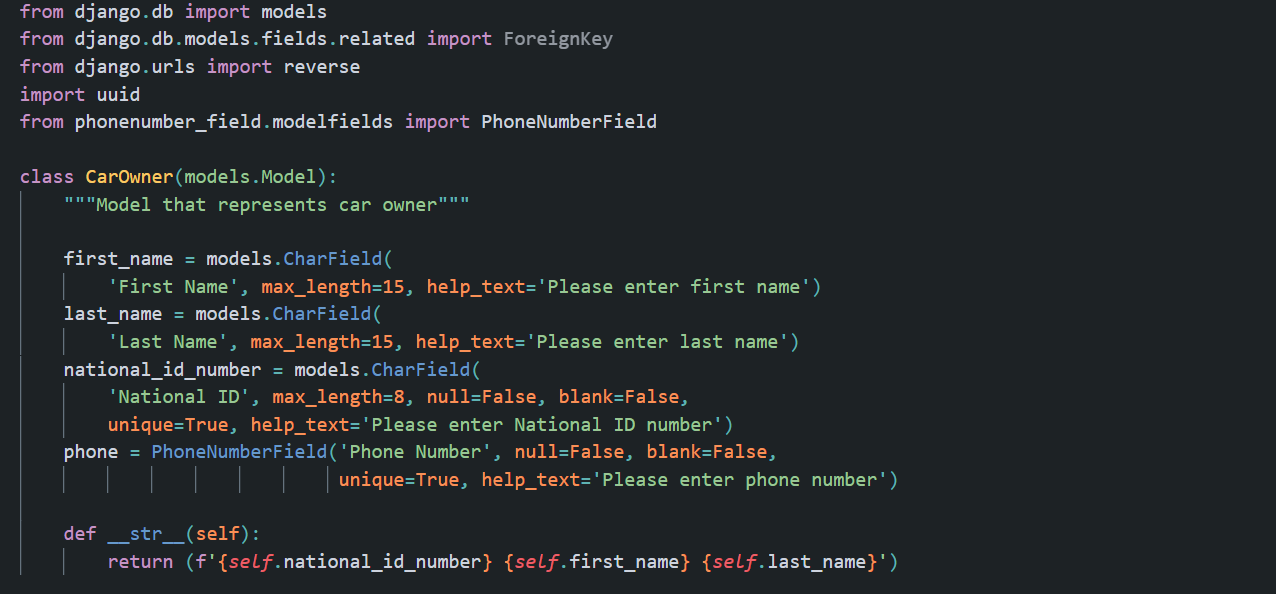 from django.db import models
from django.db.models.fields.related import ForeignKey
from django.urls import reverse
import uuid
from phonenumber_field.modelfields import PhoneNumberField

class CarOwner(models.Model):
    """Model that represents car owner"""

    first_name = models.CharField(
        'First Name', max_length=15, help_text='Please enter first name')
    last_name = models.CharField(
        'Last Name', max_length=15, help_text='Please enter last name')
    national_id_number = models.CharField(
        'National ID', max_length=8, null=False, blank=False,
        unique=True, help_text='Please enter National ID number')
    phone = PhoneNumberField('Phone Number', null=False, blank=False,
                             unique=True, help_text='Please enter phone number')

    def __str__(self):
        return (f'{self.national_id_number} {self.first_name} {self.last_name}')